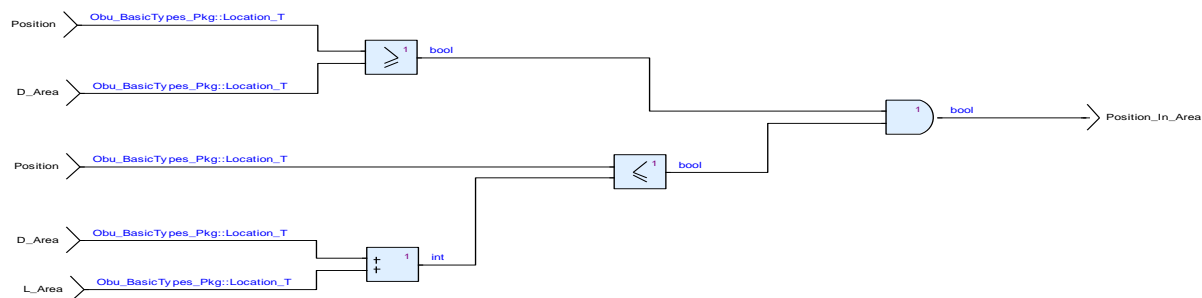 Position
Obu_BasicTypes_Pkg::Location_T
1
bool
D_Area
Obu_BasicTypes_Pkg::Location_T
1
bool
Position_In_Area
Position
Obu_BasicTypes_Pkg::Location_T
1
bool
D_Area
Obu_BasicTypes_Pkg::Location_T
1
int
L_Area
Obu_BasicTypes_Pkg::Location_T